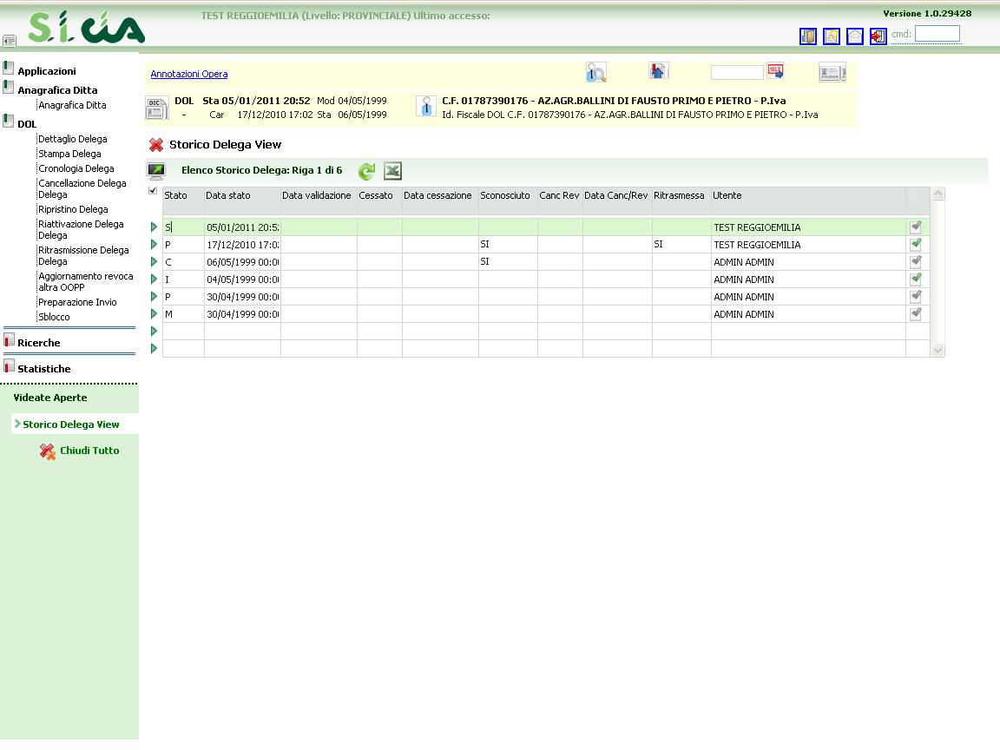 S.I. CIA
TEST REGGIOEMILIA (Livello: PROVINCIALE) Ultimo accesso:
Versione 1.0.29428
cmd:
Applicazioni
Anagrafica Ditta
Anagrafica Ditta
DOL
Dettaglio Delega
Stampa Delega
Cronologia Delega
Cancellazione Delega
Delega
Ripristino Delega
Riattivazione Delega
Delega
Ritrasmissione Delega
Delega
Aggiornamento revoca
altra OOPP
Preparazione Invio
Sblocco
Ricerche
Statistiche
Videate Aperte
Storico Delega View
Chiudi Tutto
Annotazioni Opera
SELE
DIC
DOL Sta 05/01/2011 20:52 Mod 04/05/1999
- Car 17/12/2010 17:02 Sta 06/05/1999
C.F. 01787390176 - AZ.AGR.BALLINI DI FAUSTO PRIMO E PIETRO - P.Iva
Id. Fiscale DOL C.F. 01787390176 - AZ.AGR.BALLINI DI FAUSTO PRIMO E PIETRO - P.Iva
Storico Delega View
Elenco Storico Delega: Riga 1 di 6
Stato Data stato Data validazione Cessato Data cessazione Sconosciuto Canc Rev Data Canc/Rev Ritrasmessa Utente
S 05/01/2011 20:52 TEST REGGIOEMILIA
P 17/12/2010 17:02 SI SI TEST REGGIOEMILIA
C 06/05/1999 00:00 SI ADMIN ADMIN
I 04/05/1999 00:00 ADMIN ADMIN
P 30/04/1999 00:00 ADMIN ADMIN
M 30/04/1999 00:00 ADMIN ADMIN